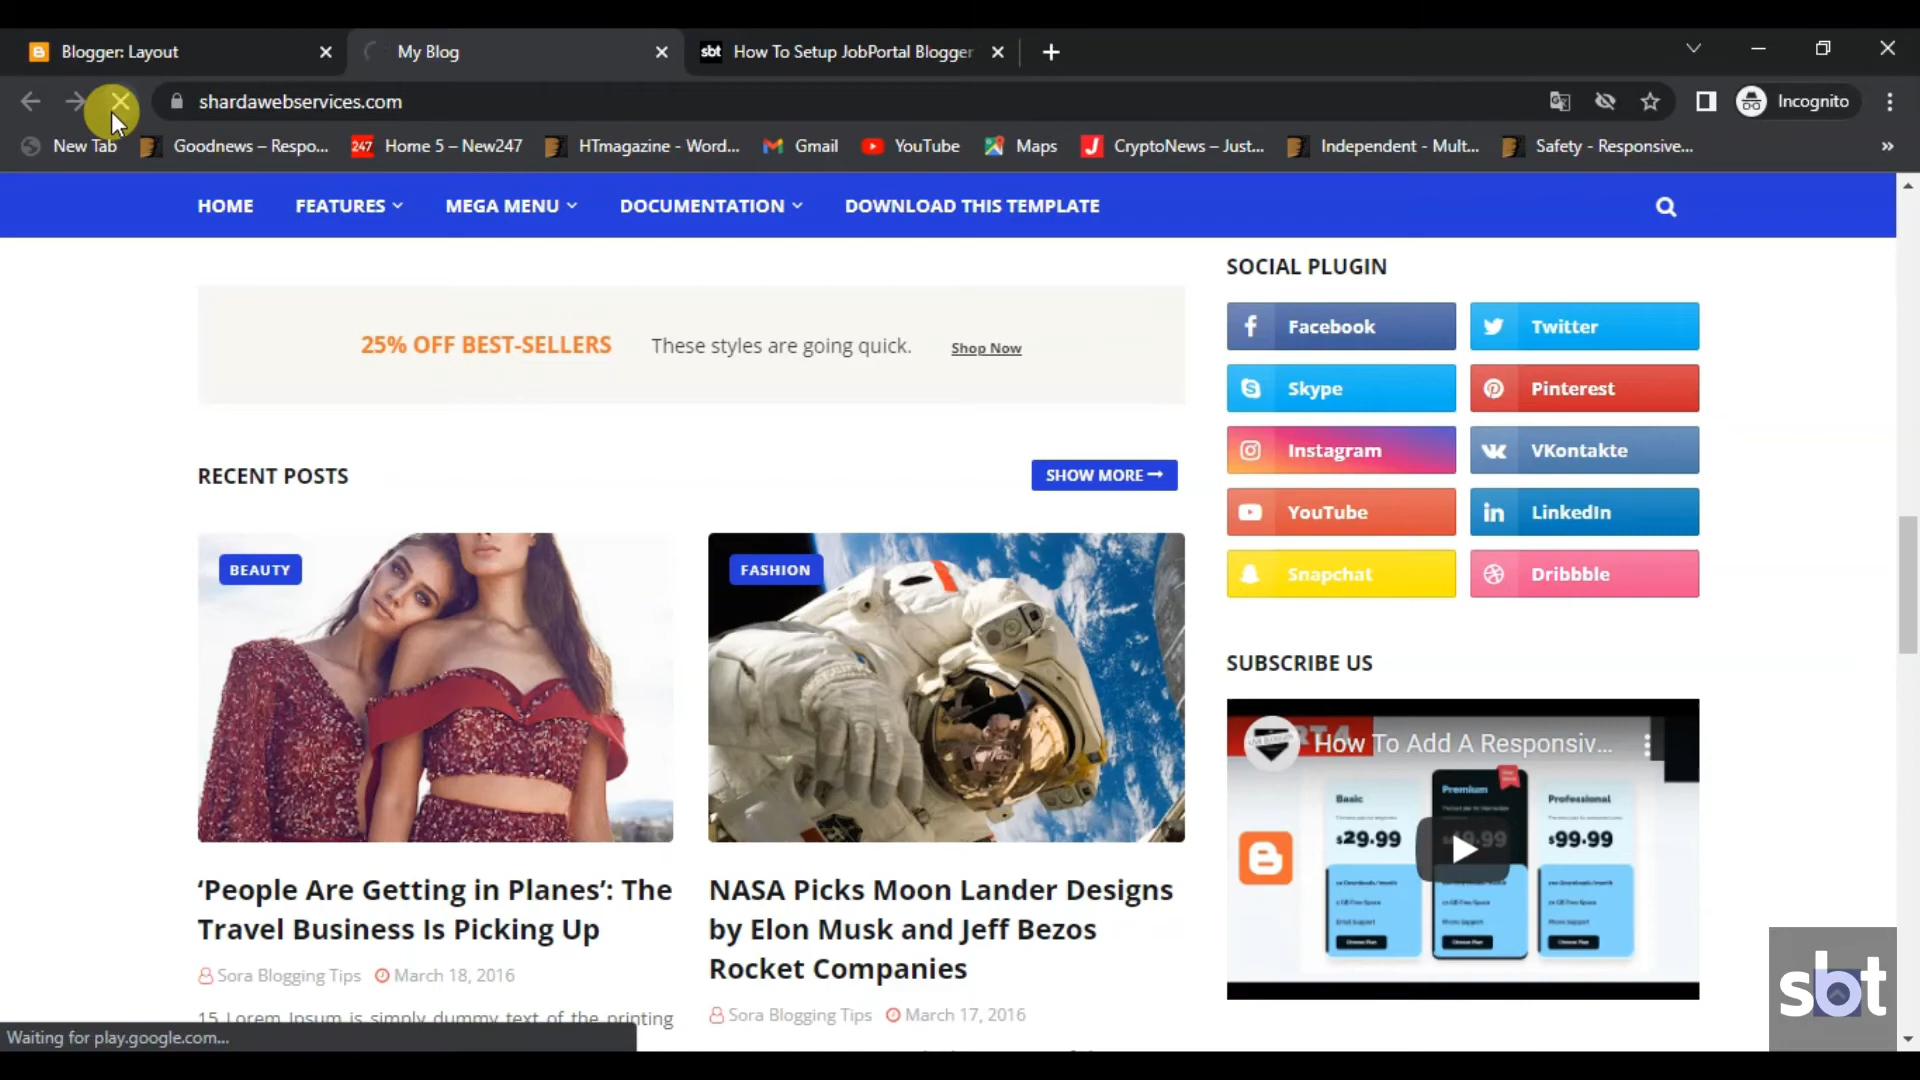 Blogger: Layout
My Blog
sbt How To Setup JobPortal Blogger
shardawebservices.com
Incognito
New Tab
Goodnews – Respo...
247 Home 5 – New247
HTmagazine - Word...
Gmail
YouTube
Maps
J CryptoNews – Just...
Independent - Mult...
Safety - Responsive...
»
HOME
FEATURES
MEGA MENU
DOCUMENTATION
DOWNLOAD THIS TEMPLATE
25% OFF BEST-SELLERS These styles are going quick. Shop Now
RECENT POSTS
SHOW MORE
BEAUTY
‘People Are Getting in Planes’: The
Travel Business Is Picking Up
Sora Blogging Tips March 18, 2016
15 Lorem Ipsum is simply dummy text of the printing
FASHION
NASA Picks Moon Lander Designs
by Elon Musk and Jeff Bezos
Rocket Companies
Sora Blogging Tips March 17, 2016
SOCIAL PLUGIN
Facebook
Twitter
Skype
Pinterest
Instagram
VKontakte
YouTube
LinkedIn
Snapchat
Dribbble
SUBSCRIBE US
How To Add A Responsiv...
Basic
$29.99
Premium
Professional
$99.99
sbt
Waiting for play.google.com...